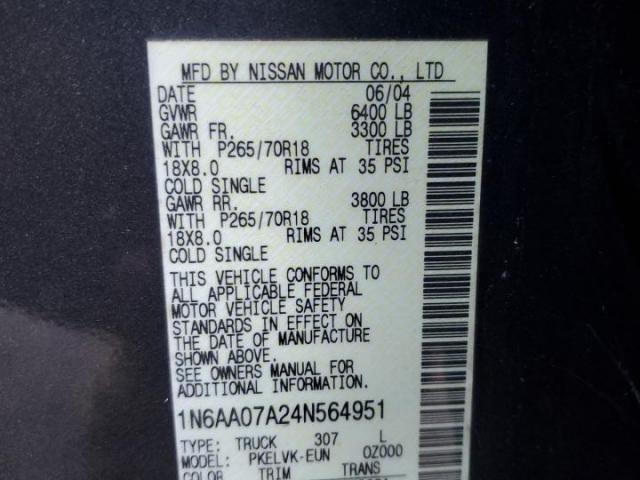 MFD BY NISSAN MOTOR CO., LTD
DATE 06/04
GVWR 6400 LB
GAWR FR. 3300 LB
WITH P265/70R18 TIRES
18X8.0 RIMS AT 35 PSI
COLD SINGLE
GAWR RR. 3800 LB
WITH P265/70R18 TIRES
18X8.0 RIMS AT 35 PSI
COLD SINGLE
THIS VEHICLE CONFORMS TO
ALL APPLICABLE FEDERAL
MOTOR VEHICLE SAFETY
STANDARDS IN EFFECT ON
THE DATE OF MANUFACTURE
SHOWN ABOVE.
SEE OWNERS MANUAL FOR
ADDITIONAL INFORMATION
1N6AA07A24N564951
TYPE: TRUCK 307 L
MODEL: PKELVK-EUN OZ000
COLOR TRIM TRANS